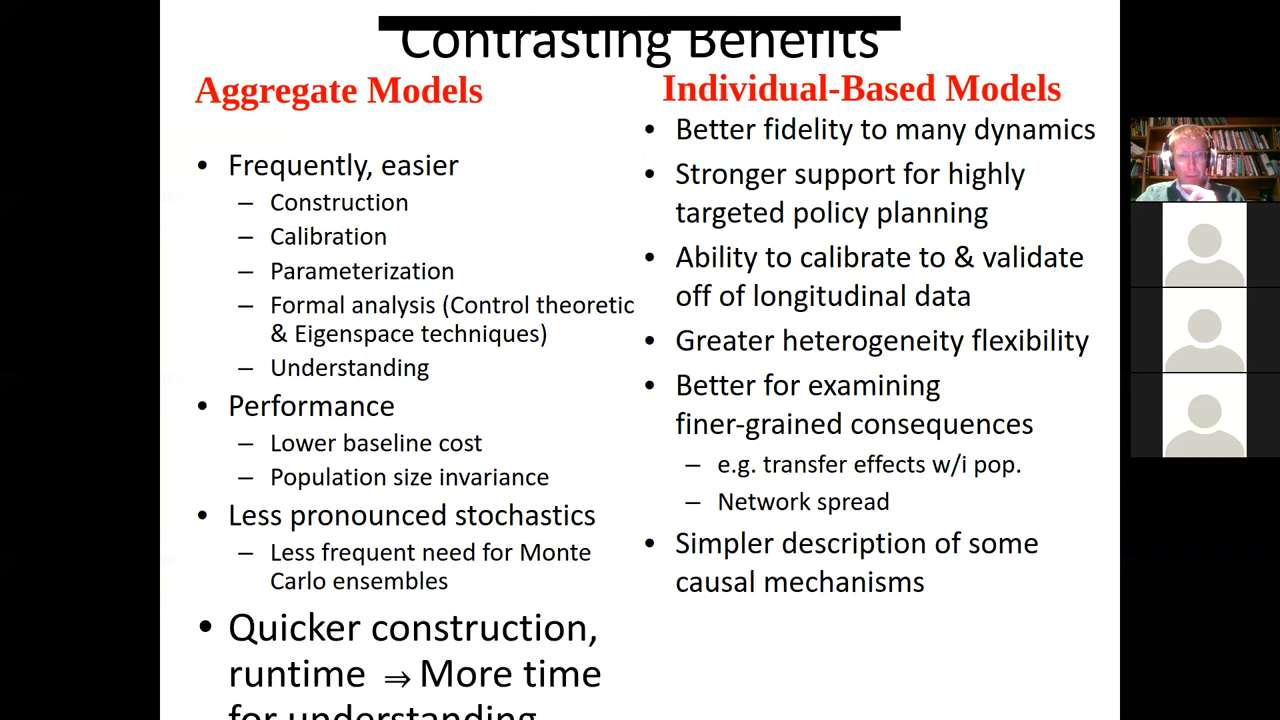 Contrasting Benefits
Aggregate Models
• Frequently, easier
– Construction
– Calibration
– Parameterization
– Formal analysis (Control theoretic
& Eigenspace techniques)
– Understanding
• Performance
– Lower baseline cost
– Population size invariance
• Less pronounced stochastics
– Less frequent need for Monte
Carlo ensembles
• Quicker construction,
runtime ⇒ More time
for understanding
Individual-Based Models
• Better fidelity to many dynamics
• Stronger support for highly
targeted policy planning
• Ability to calibrate to & validate
off of longitudinal data
• Greater heterogeneity flexibility
• Better for examining
finer-grained consequences
– e.g. transfer effects w/i pop.
– Network spread
• Simpler description of some
causal mechanisms